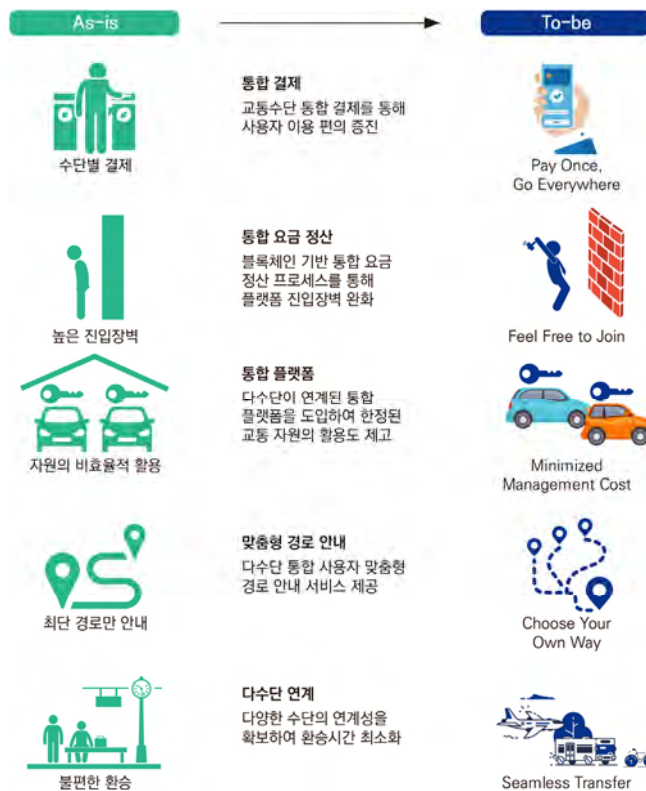 As-is
To-be
통합 결제
교통수단 통합 결제를 통해
사용자 이용 편의 증진
수단별 결제
Pay Once,
Go Everywhere
통합 요금 정산
블록체인 기반 통합 요금
정산 프로세스를 통해
플랫폼 진입장벽 완화
높은 진입장벽
Feel Free to Join
통합 플랫폼
다수단이 연계된 통합
플랫폼을 도입하여 한정된
교통 자원의 활용도 제고
자원의 비효율적 활용
Minimized
Management Cost
맞춤형 경로 안내
다수단 통합 사용자 맞춤형
경로 안내 서비스 제공
최단 경로만 안내
Choose Your
Own Way
다수단 연계
다양한 수단의 연계성을
확보하여 환승시간 최소화
불편한 환승
Seamless Transfer